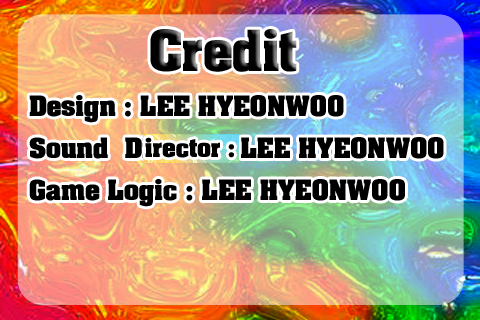 Credit
Design : LEE HYEONWOO
Sound Director : LEE HYEONWOO
Game Logic : LEE HYEONWOO